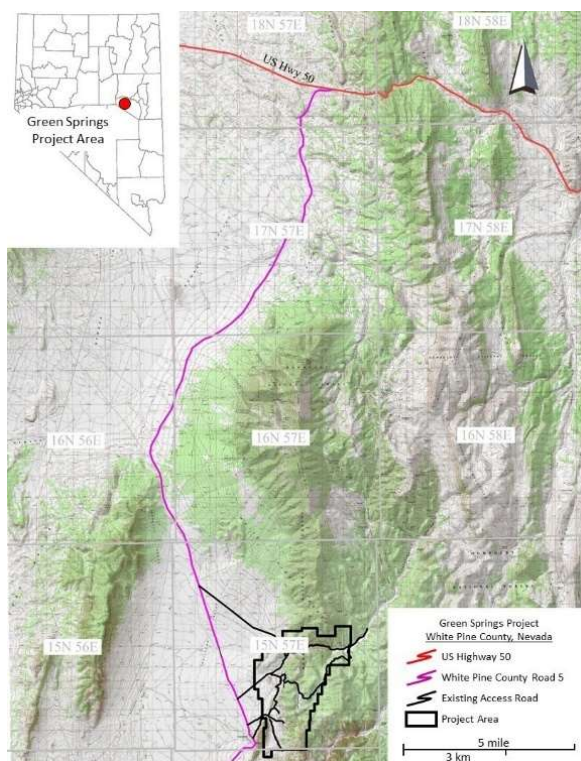 18N 57E
18N 58E
US Hwy 50
Green Springs
Project Area
17N 57E
17N 58E
16N 56E
16N 57E
16N 58E
15N 56E
15N 57E
Green Springs Project
White Pine County, Nevada
US Highway 50
White Pine County Road 5
Existing Access Road
Project Area
5 mile
3 km